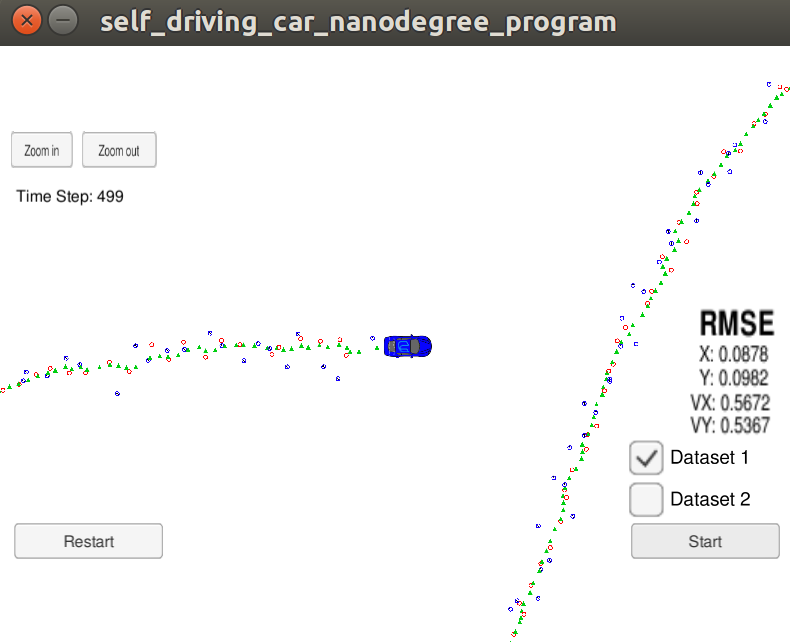 self_driving_car_nanodegree_program
Zoom in
Zoom out
Time Step: 499
RMSE
X: 0.0878
Y: 0.0982
VX: 0.5672
VY: 0.5367
Dataset 1
Dataset 2
Restart
Start